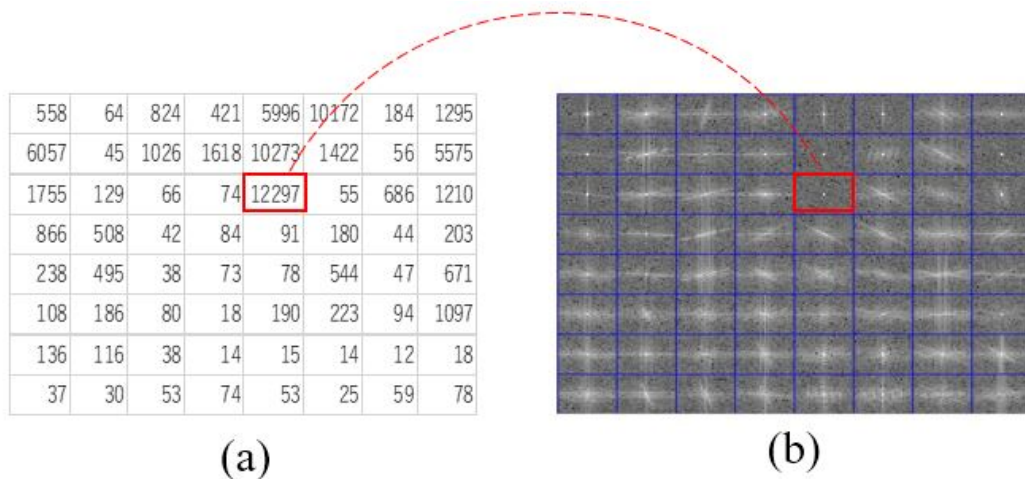 558 64 824 421 5996 10172 184 1295
6057 45 1026 1618 10273 1422 56 5575
1755 129 66 74 12297 55 686 1210
866 508 42 84 91 180 44 203
238 495 38 73 78 544 47 671
108 186 80 18 190 223 94 1097
136 116 38 14 15 14 12 18
37 30 53 74 53 25 59 78
(a) (b)